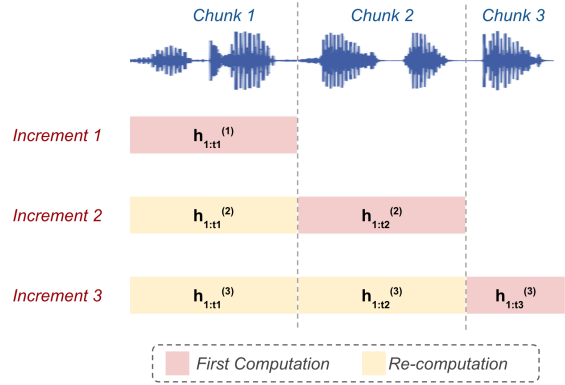 Chunk 1 Chunk 2 Chunk 3
Increment 1 h1:t1(1)
Increment 2 h1:t1(2) h1:t2(2)
Increment 3 h1:t1(3) h1:t2(3) h1:t3(3)
First Computation Re-computation